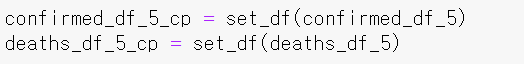 confirmed_df_5_cp = set_df(confirmed_df_5)
deaths_df_5_cp = set_df(deaths_df_5)